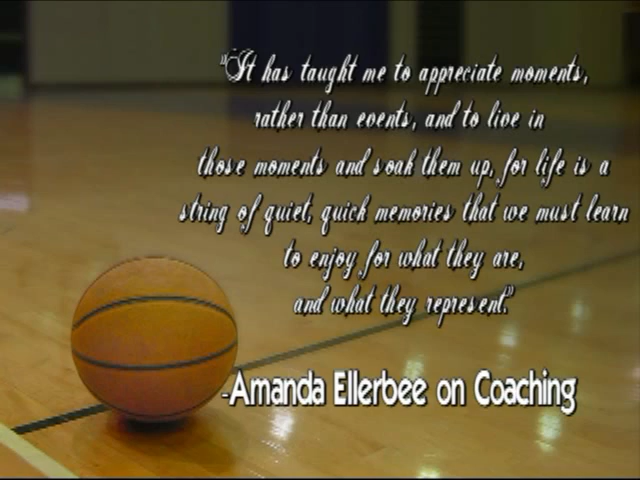 "It has taught me to appreciate moments,
rather than events, and to live in
those moments and soak them up, for life is a
string of quiet, quick memories that we must learn
to enjoy for what they are,
and what they represent."
-Amanda Ellerbee on Coaching